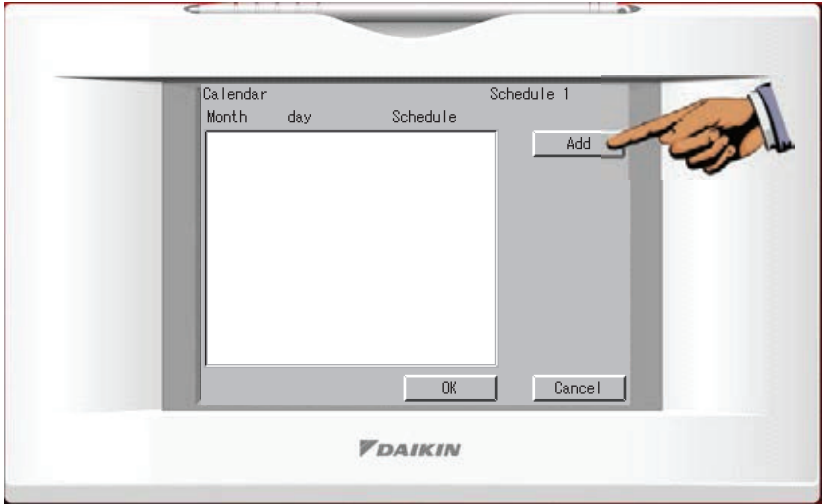 Calendar Schedule 1
Month day Schedule
Add
OK Cancel
DAIKIN